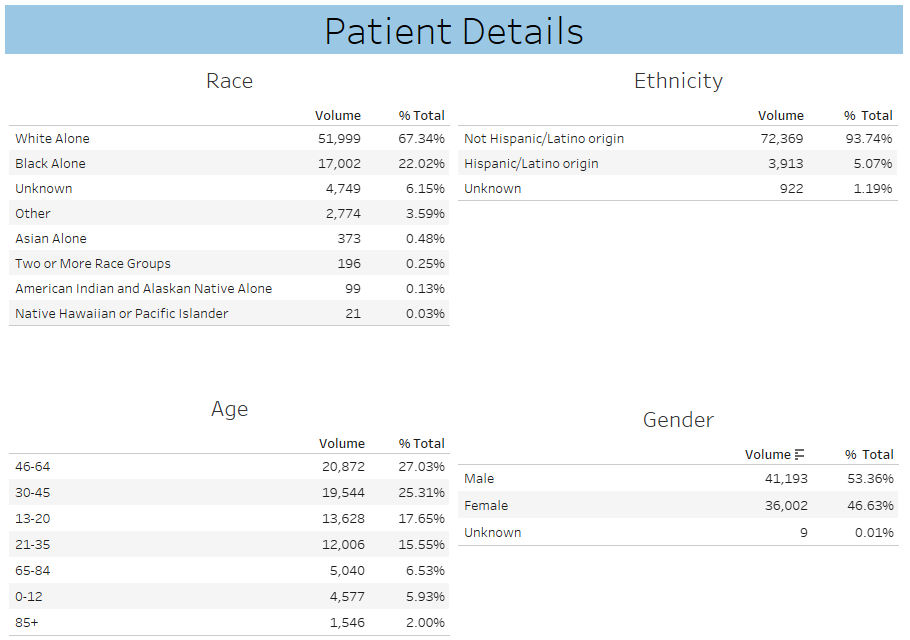 Patient Details
Race
Volume % Total
White Alone 51,999 67.34%
Black Alone 17,002 22.02%
Unknown 4,749 6.15%
Other 2,774 3.59%
Asian Alone 373 0.48%
Two or More Race Groups 196 0.25%
American Indian and Alaskan Native Alone 99 0.13%
Native Hawaiian or Pacific Islander 21 0.03%
Ethnicity
Volume % Total
Not Hispanic/Latino origin 72,369 93.74%
Hispanic/Latino origin 3,913 5.07%
Unknown 922 1.19%
Age
Volume % Total
46-64 20,872 27.03%
30-45 19,544 25.31%
13-20 13,628 17.65%
21-35 12,006 15.55%
65-84 5,040 6.53%
0-12 4,577 5.93%
85+ 1,546 2.00%
Gender
Volume % Total
Male 41,193 53.36%
Female 36,002 46.63%
Unknown 9 0.01%